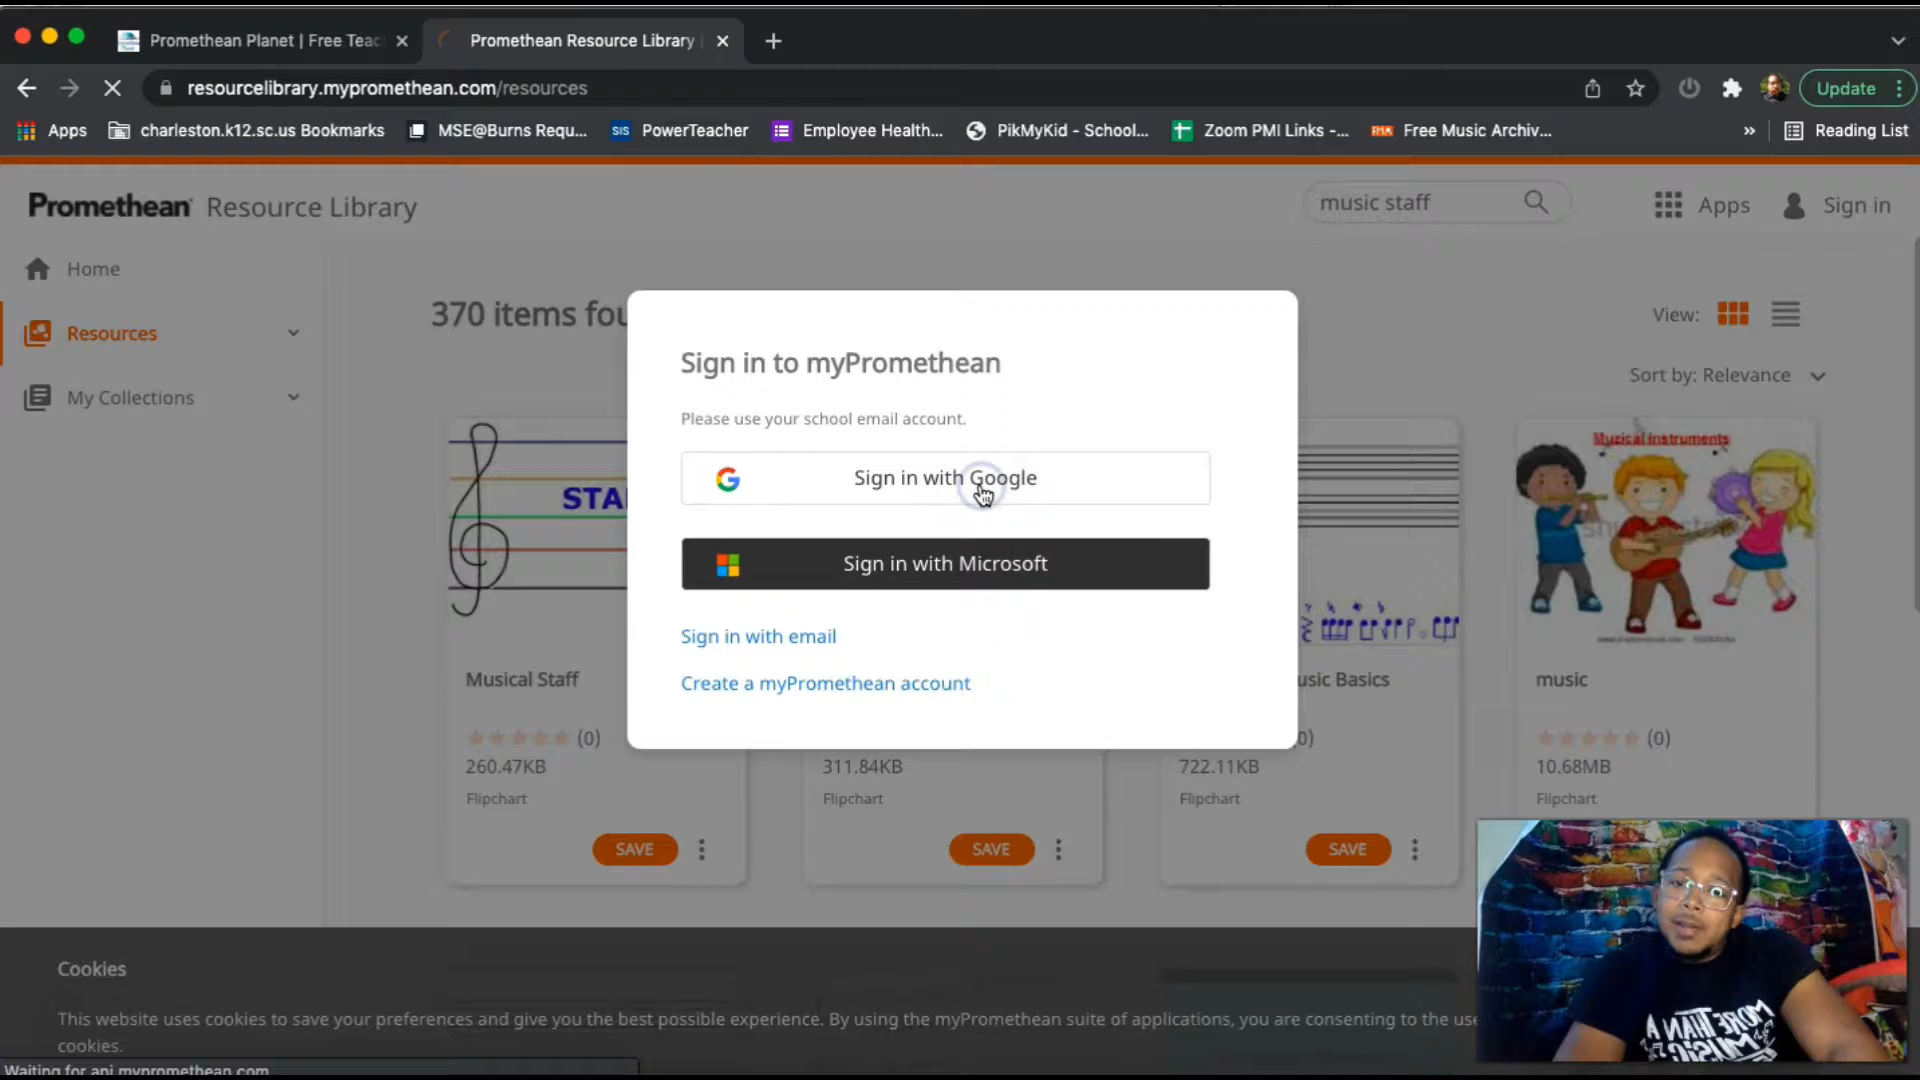 Promethean Planet | Free Teac
Promethean Resource Library
resourcelibrary.mypromethean.com/resources
Update
Apps
charleston.k12.sc.us Bookmarks
MSE@Burns Requ...
SIS PowerTeacher
Employee Health...
PikMyKid - School...
Zoom PMI Links -...
FMA Free Music Archiv...
»
Reading List
Promethean Resource Library
music staff
Apps
Sign in
Home
Resources
My Collections
370 items fou
View:
Sort by: Relevance
Sign in to myPromethean
Please use your school email account.
Sign in with Google
Sign in with Microsoft
Sign in with email
Create a myPromethean account
STA
Musical Instruments
Musical Staff
usic Basics
music
(0)
0)
(0)
260.47KB
311.84KB
722.11KB
10.68MB
Flipchart
Flipchart
Flipchart
Flipchart
SAVE
SAVE
SAVE
Cookies
This website uses cookies to save your preferences and give you the best possible experience. By using the myPromethean suite of applications, you are consenting to the use
cookies.
Waiting for api.mypromethean.com
MORE THAN
A
MUSIC